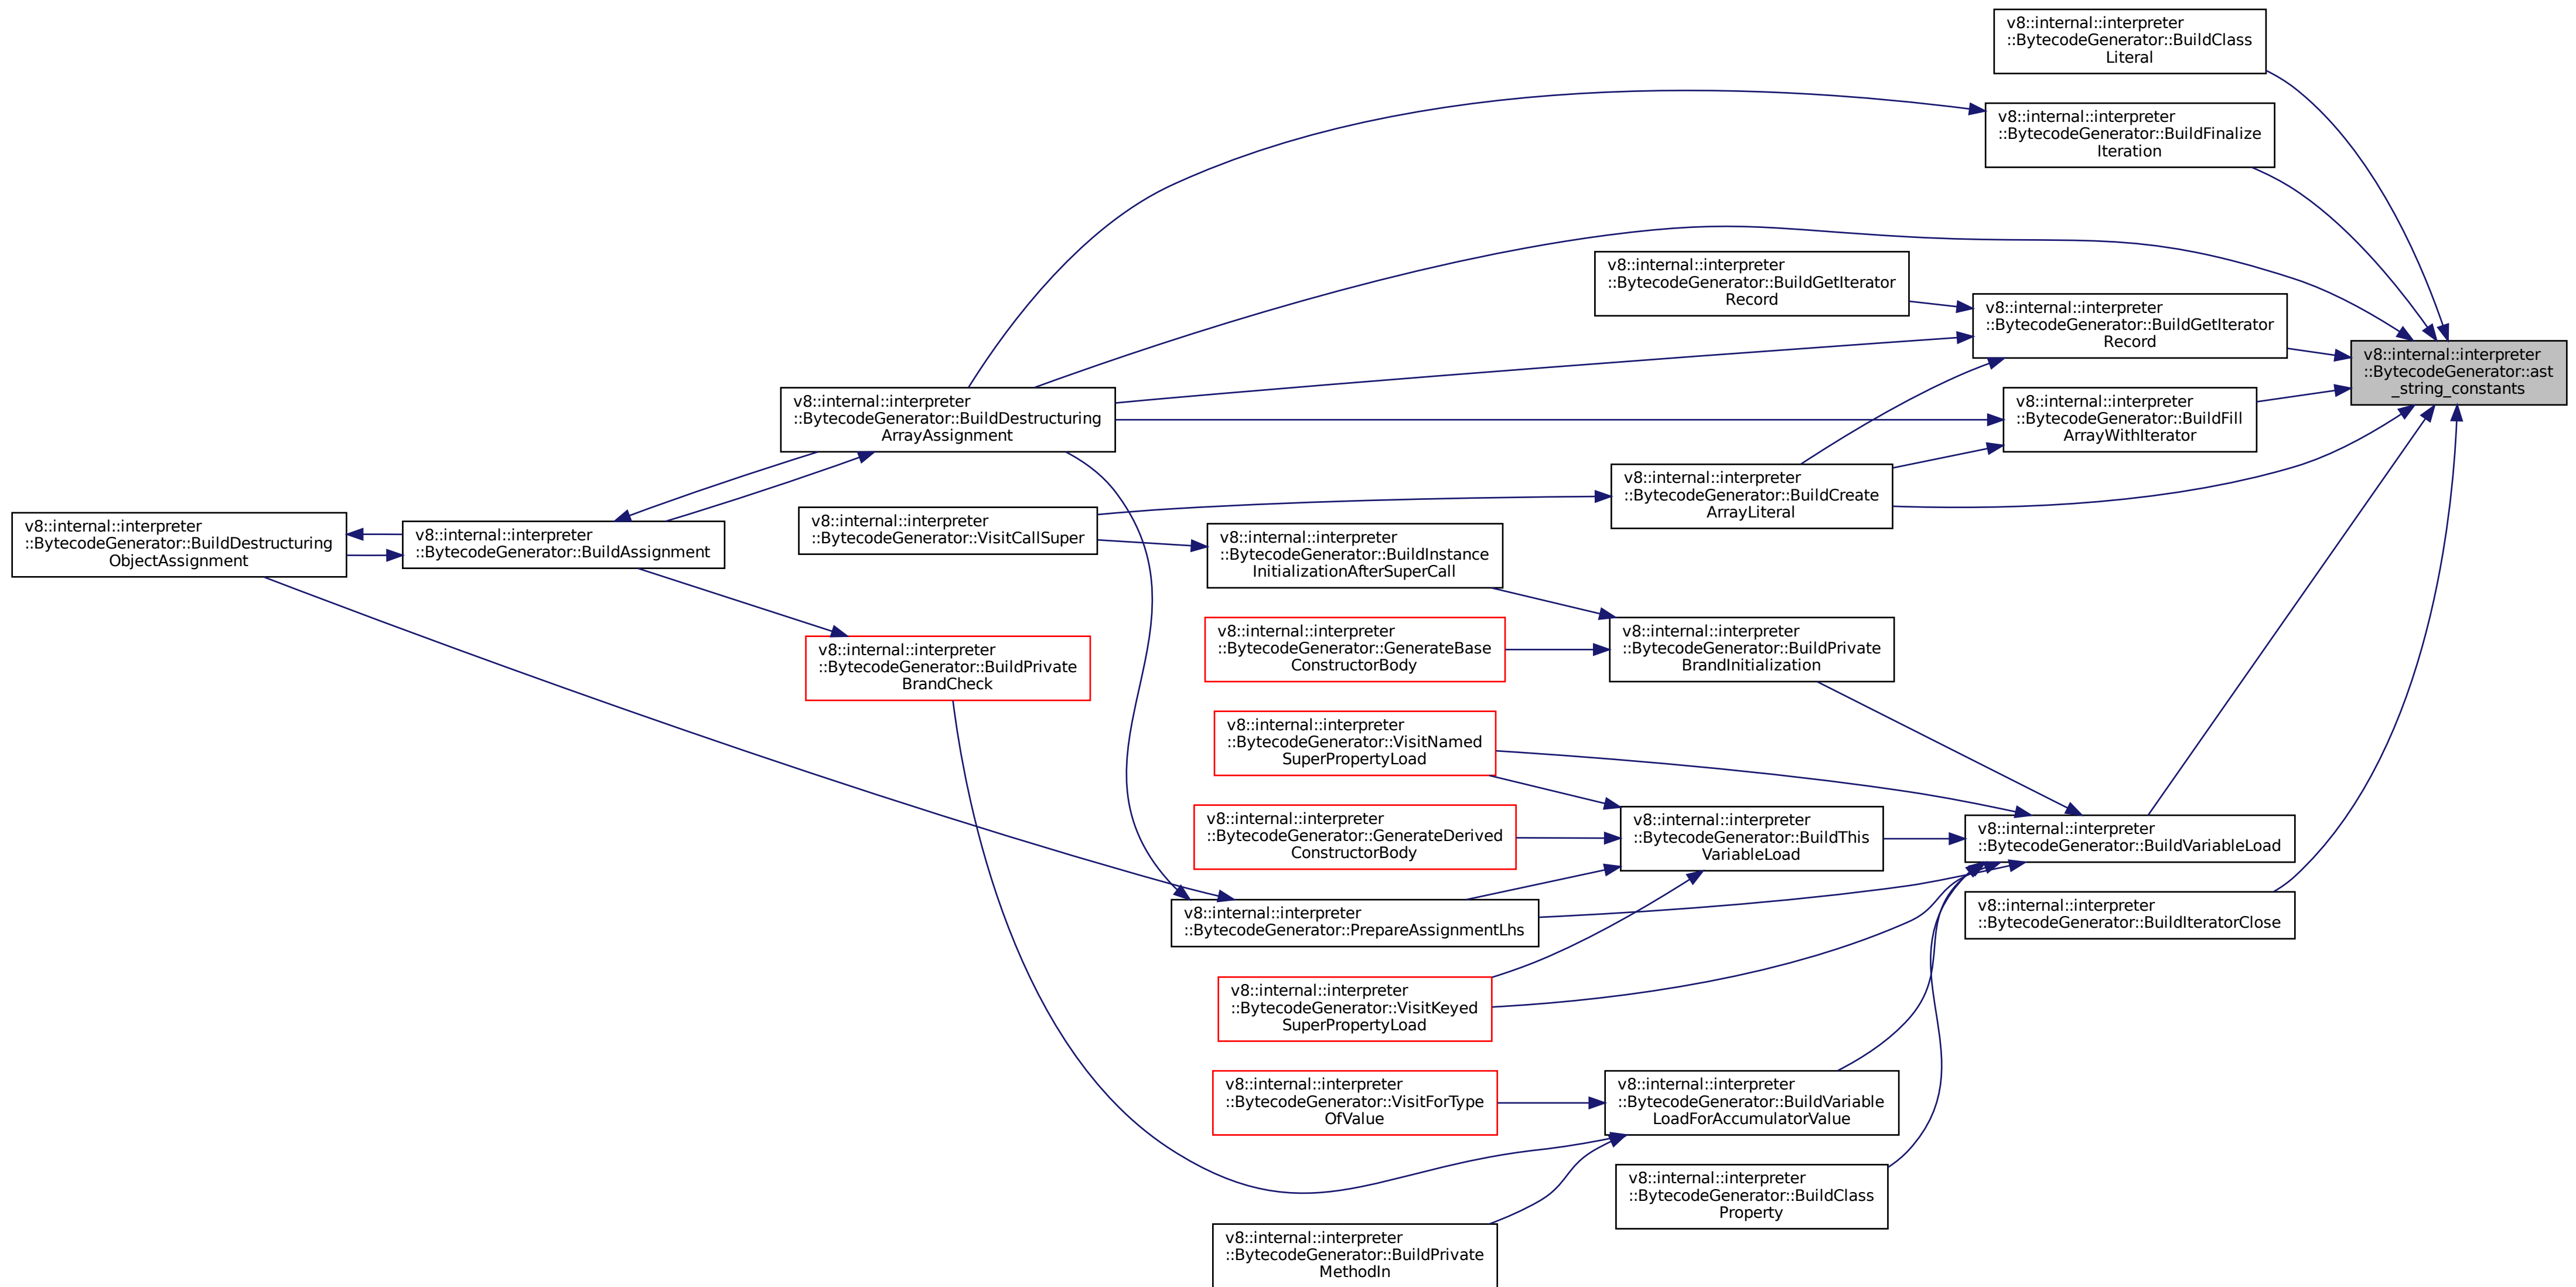 v8::internal::interpreter
::BytecodeGenerator::BuildClass
Literal
v8::internal::interpreter
::BytecodeGenerator::BuildFinalize
Iteration
v8::internal::interpreter
::BytecodeGenerator::BuildGetIterator
Record
v8::internal::interpreter
::BytecodeGenerator::BuildGetIterator
Record
v8::internal::interpreter
::BytecodeGenerator::ast
_string_constants
v8::internal::interpreter
::BytecodeGenerator::BuildDestructuring
ArrayAssignment
v8::internal::interpreter
::BytecodeGenerator::BuildFill
ArrayWithIterator
v8::internal::interpreter
::BytecodeGenerator::BuildCreate
ArrayLiteral
v8::internal::interpreter
::BytecodeGenerator::BuildDestructuring
ObjectAssignment
v8::internal::interpreter
::BytecodeGenerator::BuildAssignment
v8::internal::interpreter
::BytecodeGenerator::VisitCallSuper
v8::internal::interpreter
::BytecodeGenerator::BuildInstance
InitializationAfterSuperCall
v8::internal::interpreter
::BytecodeGenerator::GenerateBase
ConstructorBody
v8::internal::interpreter
::BytecodeGenerator::BuildPrivate
BrandInitialization
v8::internal::interpreter
::BytecodeGenerator::BuildPrivate
BrandCheck
v8::internal::interpreter
::BytecodeGenerator::VisitNamed
SuperPropertyLoad
v8::internal::interpreter
::BytecodeGenerator::GenerateDerived
ConstructorBody
v8::internal::interpreter
::BytecodeGenerator::BuildThis
VariableLoad
v8::internal::interpreter
::BytecodeGenerator::BuildVariableLoad
v8::internal::interpreter
::BytecodeGenerator::PrepareAssignmentLhs
v8::internal::interpreter
::BytecodeGenerator::BuildIteratorClose
v8::internal::interpreter
::BytecodeGenerator::VisitKeyed
SuperPropertyLoad
v8::internal::interpreter
::BytecodeGenerator::VisitForType
OfValue
v8::internal::interpreter
::BytecodeGenerator::BuildVariable
LoadForAccumulatorValue
v8::internal::interpreter
::BytecodeGenerator::BuildClass
Property
v8::internal::interpreter
::BytecodeGenerator::BuildPrivate
MethodIn